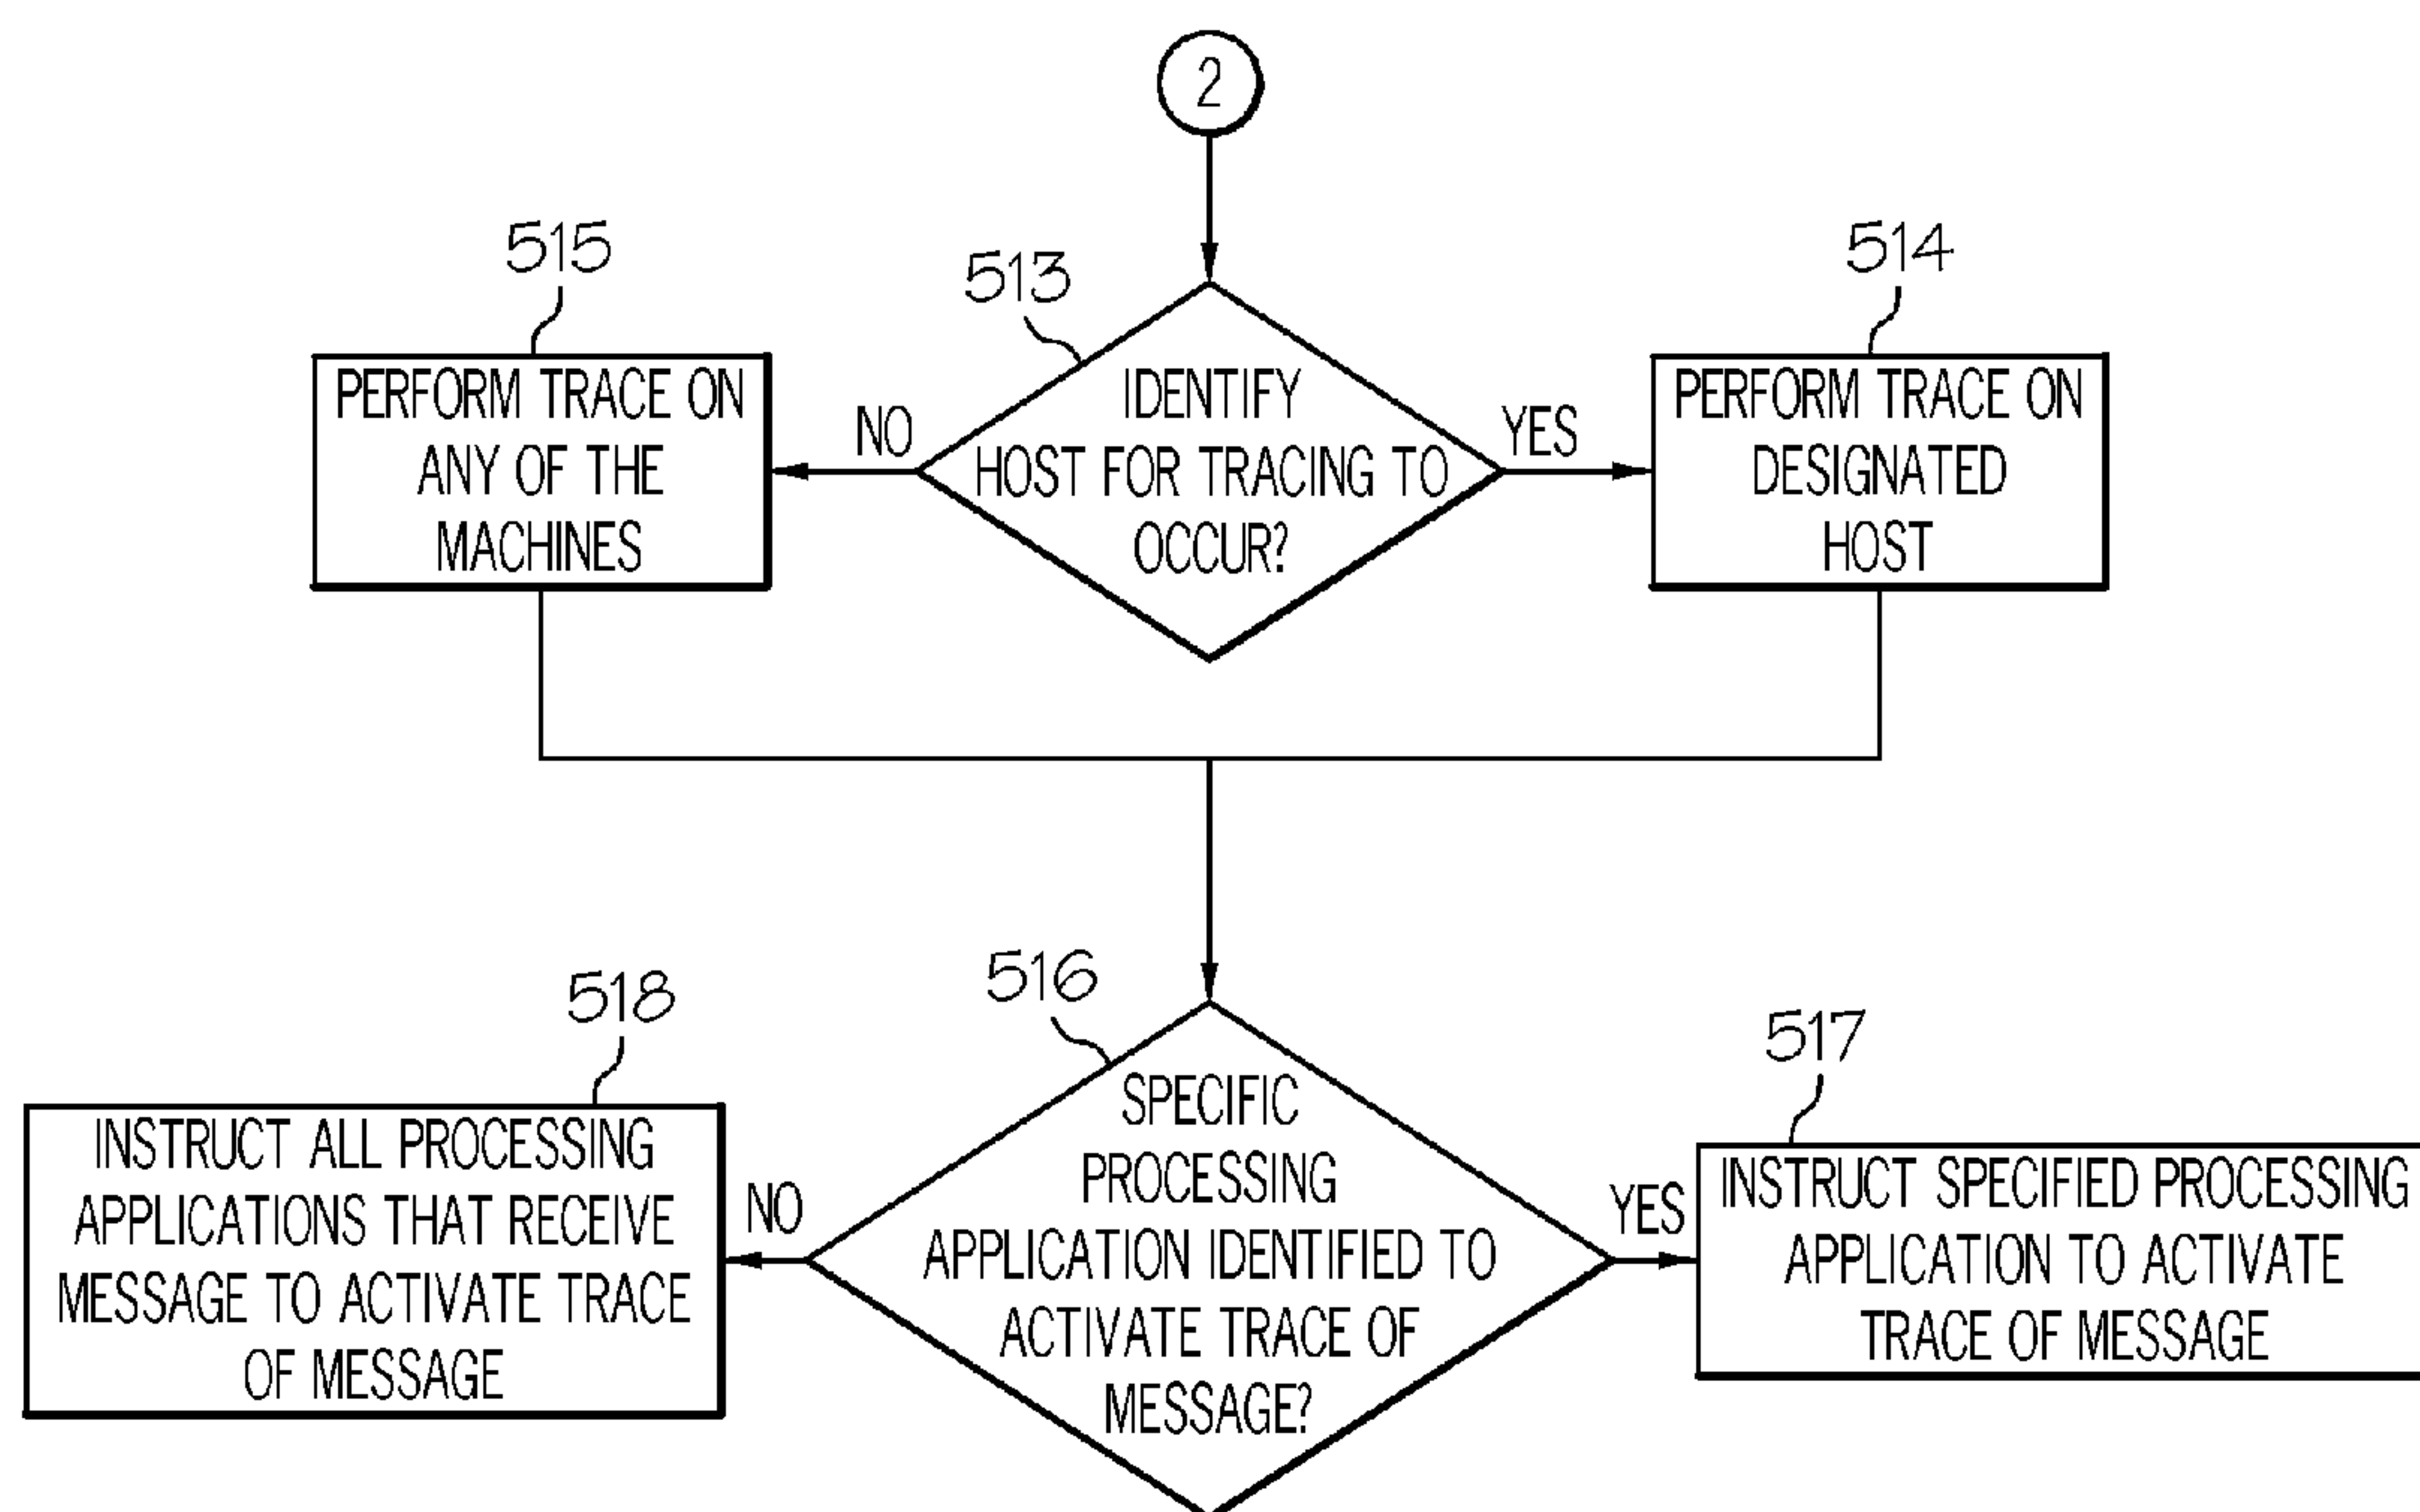 2
515
PERFORM TRACE ON
ANY OF THE
MACHINES
NO
513
IDENTIFY
HOST FOR TRACING TO
OCCUR?
YES
514
PERFORM TRACE ON
DESIGNATED
HOST
518
INSTRUCT ALL PROCESSING
APPLICATIONS THAT RECEIVE
MESSAGE TO ACTIVATE TRACE
OF MESSAGE
NO
516
SPECIFIC
PROCESSING
APPLICATION IDENTIFIED TO
ACTIVATE TRACE OF
MESSAGE?
YES
517
INSTRUCT SPECIFIED PROCESSING
APPLICATION TO ACTIVATE
TRACE OF MESSAGE